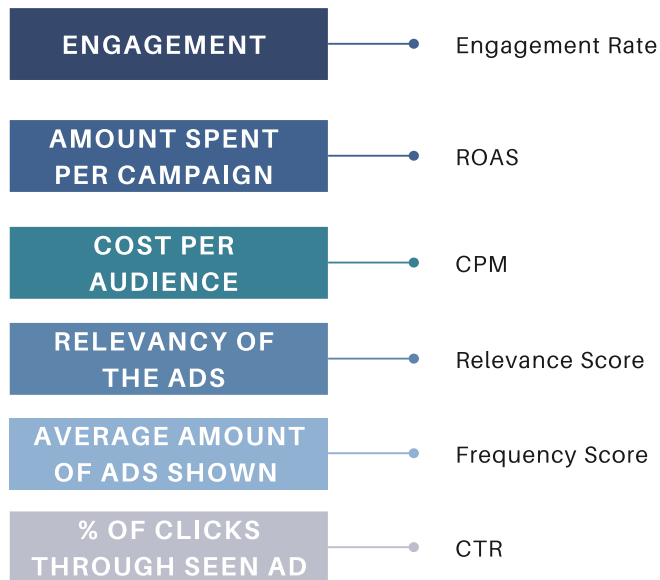 ENGAGEMENT
Engagement Rate
AMOUNT SPENT
PER CAMPAIGN
ROAS
COST PER
AUDIENCE
CPM
RELEVANCY OF
THE ADS
Relevance Score
AVERAGE AMOUNT
OF ADS SHOWN
Frequency Score
% OF CLICKS
THROUGH SEEN AD
CTR